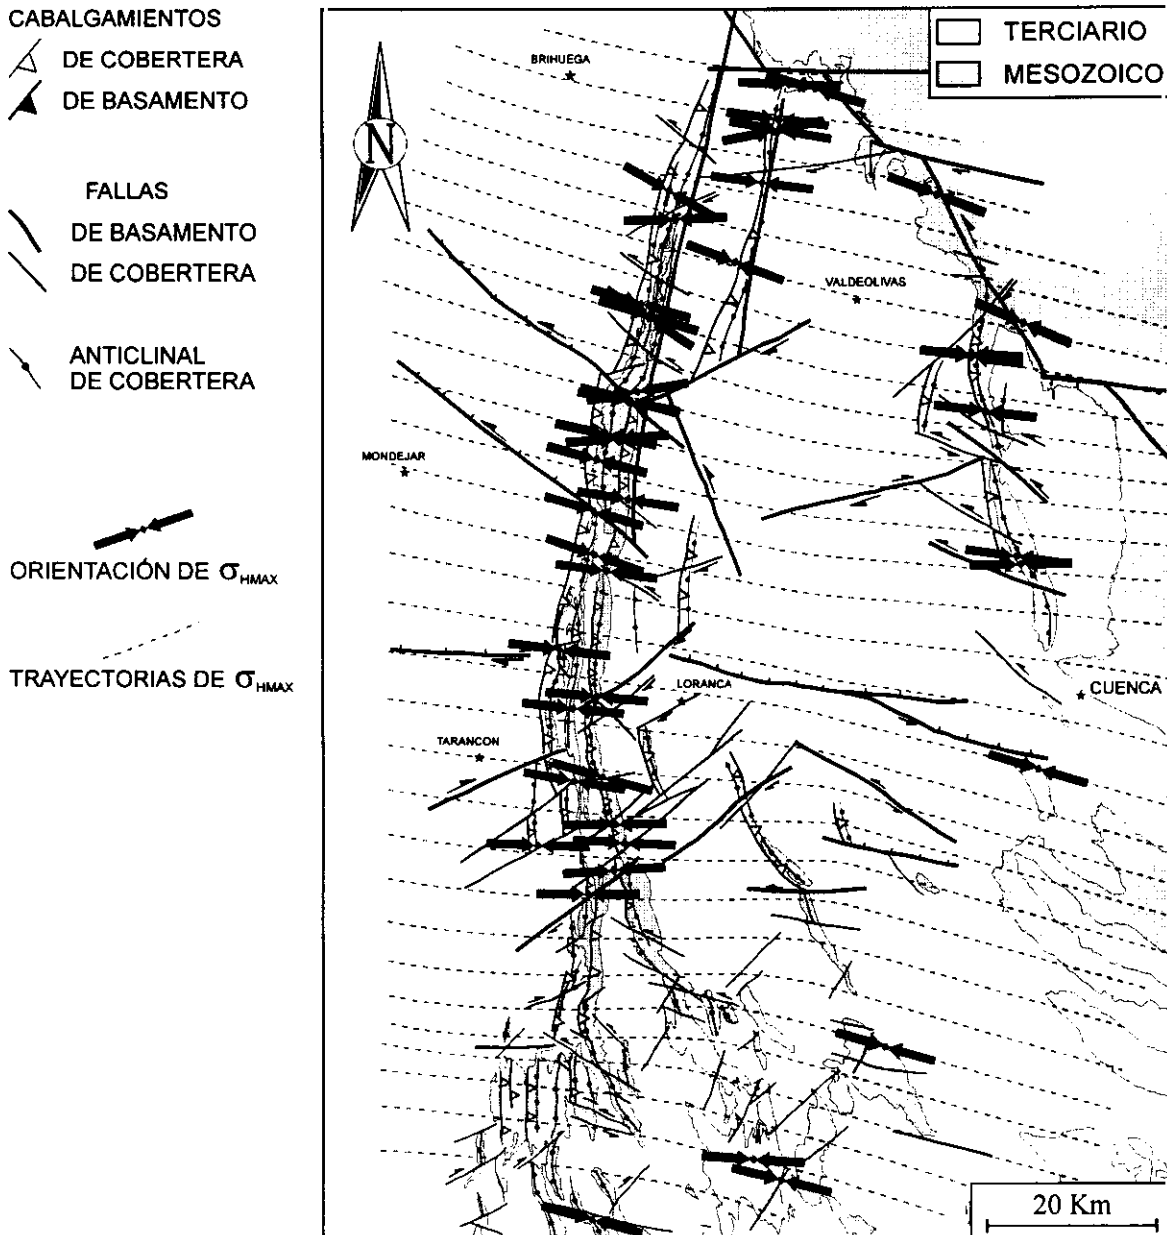 CABALGAMIENTOS
DE COBERTERA
DE BASAMENTO
FALLAS
DE BASAMENTO
DE COBERTERA
ANTICLINAL
DE COBERTERA
ORIENTACIÓN DE σHMAX
TRAYECTORIAS DE σHMAX
TERCIARIO
MESOZOICO
BRIHUEGA
N
VALDEOLIVAS
MONDEJAR
LORANCA
CUENCA
TARANCON
20 Km